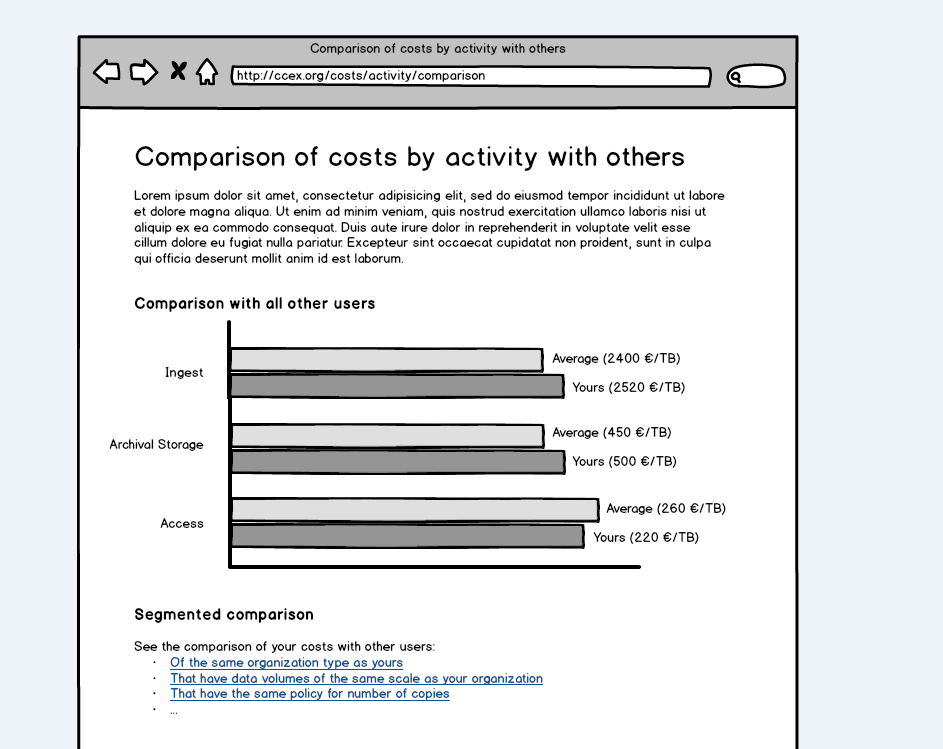 Comparison of costs by activity with others
http://ccex.org/costs/activity/comparison
Comparison of costs by activity with others
Lorem ipsum dolor sit amet, consectetur adipisicing elit, sed do eiusmod tempor incididunt ut labore
et dolore magna aliqua. Ut enim ad minim veniam, quis nostrud exercitation ullamco laboris nisi ut
aliquip ex ea commodo consequat. Duis aute irure dolor in reprehenderit in voluptate velit esse
cillum dolore eu fugiat nulla pariatur. Excepteur sint occaecat cupidatat non proident, sunt in culpa
qui officia deserunt mollit anim id est laborum.
Comparison with all other users
Ingest
Average (2400 €/TB)
Yours (2520 €/TB)
Archival Storage
Average (450 €/TB)
Yours (500 €/TB)
Access
Average (260 €/TB)
Yours (220 €/TB)
Segmented comparison
See the comparison of your costs with other users:
· Of the same organization type as yours
· That have data volumes of the same scale as your organization
· That have the same policy for number of copies
· ...